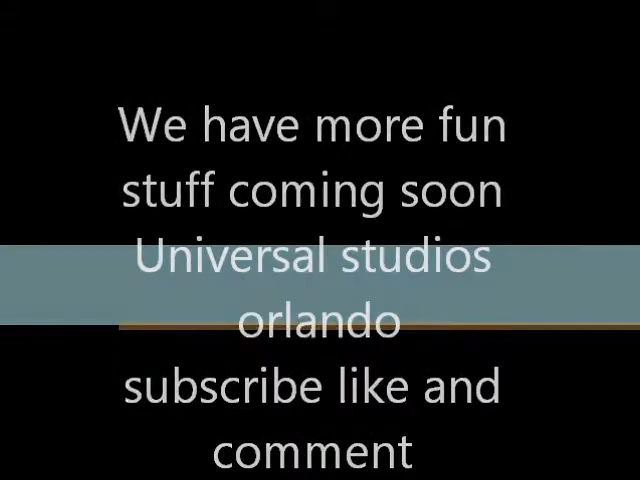 We have more fun
stuff coming soon
Universal studios
orlando
subscribe like and
comment